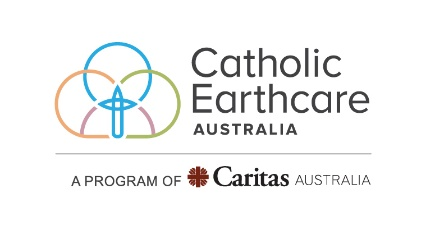 Catholic
Earthcare
AUSTRALIA
A PROGRAM OF Caritas AUSTRALIA